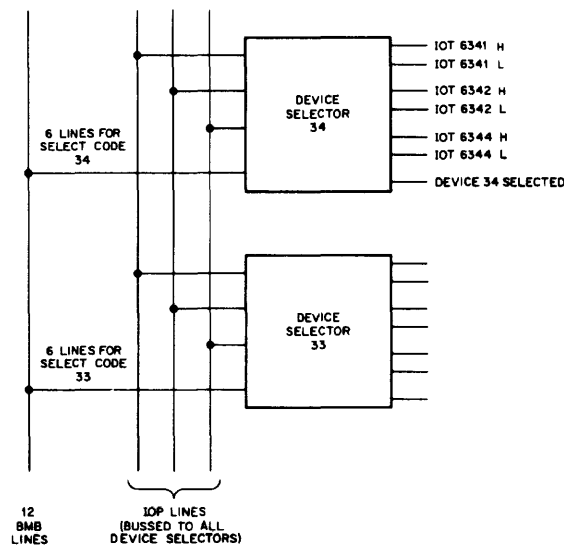 DEVICE
SELECTOR
34
IOT 6341 H
IOT 6341 L
IOT 6342 H
IOT 6342 L
IOT 6344 H
IOT 6344 L
DEVICE 34 SELECTED
6 LINES FOR
SELECT CODE
34
DEVICE
SELECTOR
33
6 LINES FOR
SELECT CODE
33
12
BMB
LINES
IOP LINES
(BUSSED TO ALL
DEVICE SELECTORS)